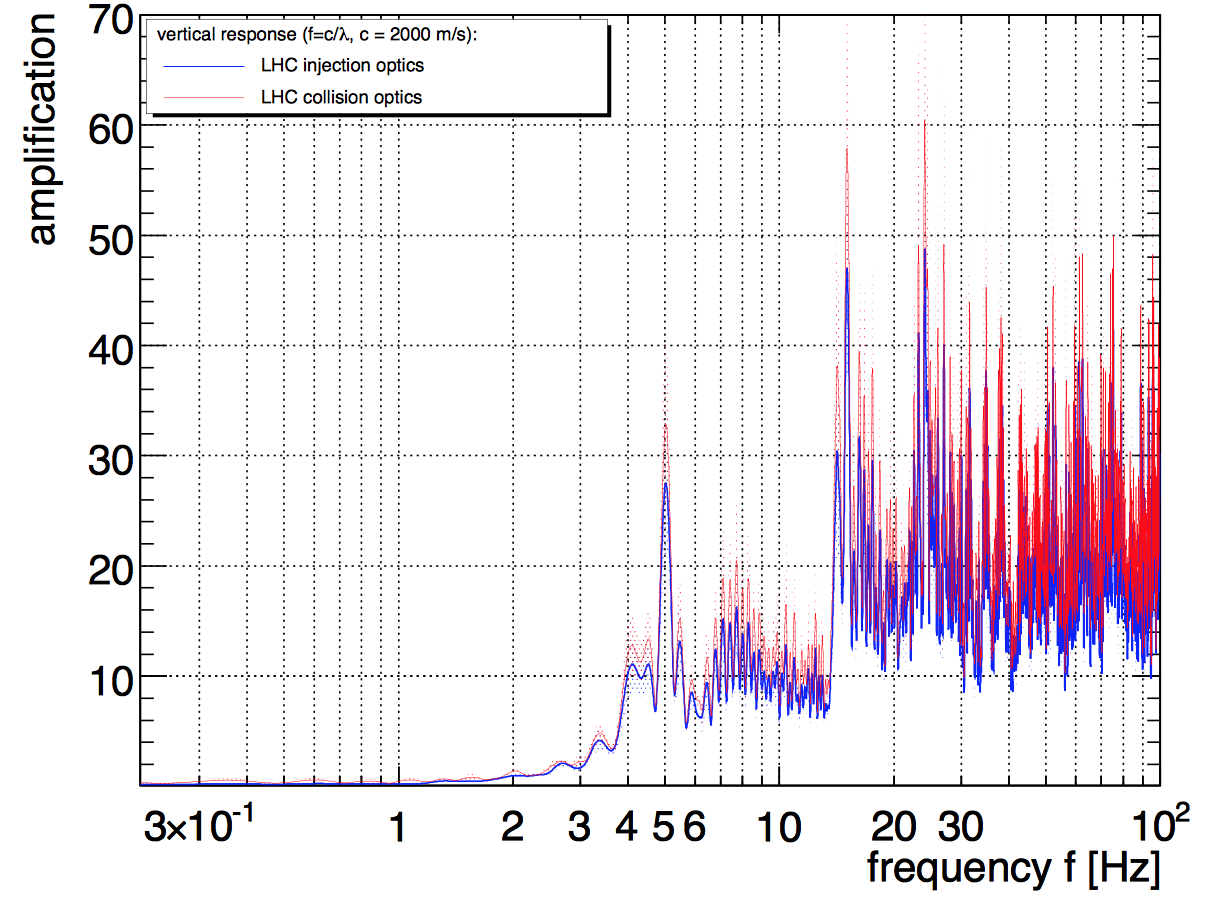 vertical response (f=c/λ, c = 2000 m/s):
LHC injection optics
LHC collision optics
amplification
70
60
50
40
30
20
10
3×10⁻¹ 1 2 3 4 5 6 10 20 30 10²
frequency f [Hz]